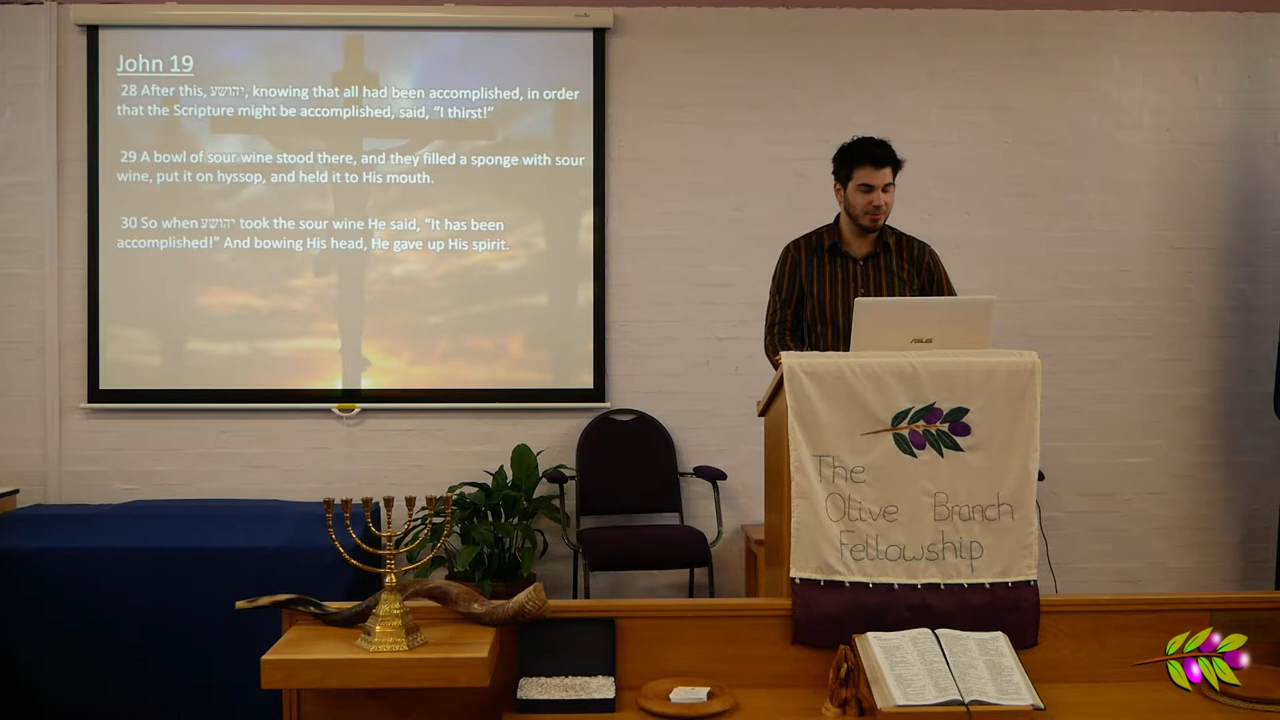 John 19
28 After this, יהושע, knowing that all had been accomplished, in order
that the Scripture might be accomplished, said, “I thirst!”
29 A bowl of sour wine stood there, and they filled a sponge with sour
wine, put it on hyssop, and held it to His mouth.
30 So when יהושע took the sour wine He said, “It has been
accomplished!” And bowing His head, He gave up His spirit.
ASUS
The
Olive Branch
Fellowship